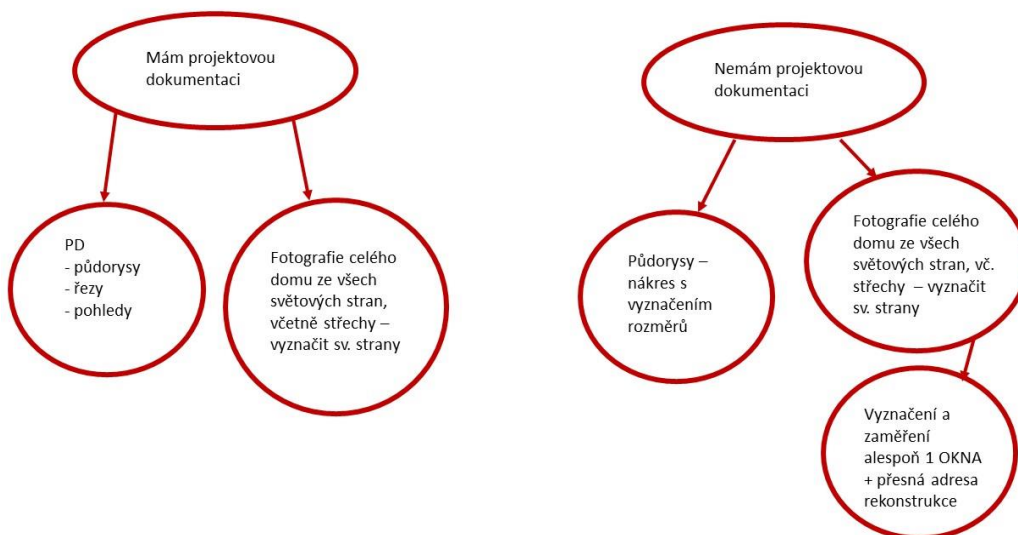 Mám projektovou
dokumentaci
PD
- půdorysy
- řezy
- pohledy
Fotografie celého
domu ze všech
světových stran,
včetně střechy –
vyznačit sv. strany
Nemám projektovou
dokumentaci
Půdorysy –
nákres s
vyznačením
rozměrů
Fotografie celého
domu ze všech
světových stran, vč.
střechy – vyznačit
sv. strany
Vyznačení a
zaměření
alespoň 1 OKNA
+ přesná adresa
rekonstrukce